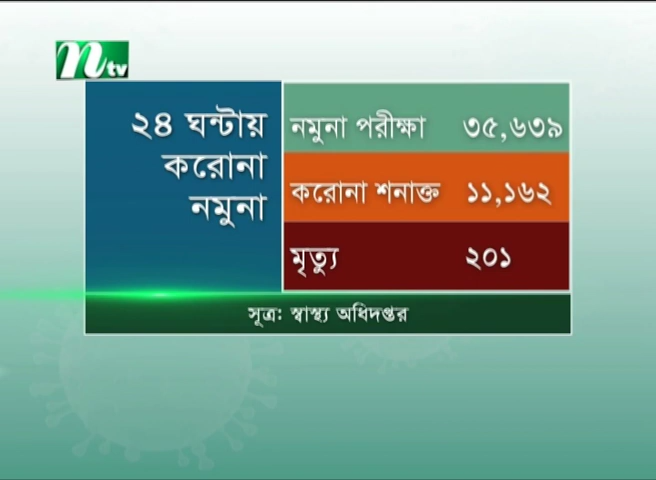 ntv
২৪ ঘন্টায়
করোনা
নমুনা
নমুনা পরীক্ষা ৩৫,৬৩৯
করোনা শনাক্ত ১১,১৬২
মৃত্যু ২০১
সূত্র: স্বাস্থ্য অধিদপ্তর